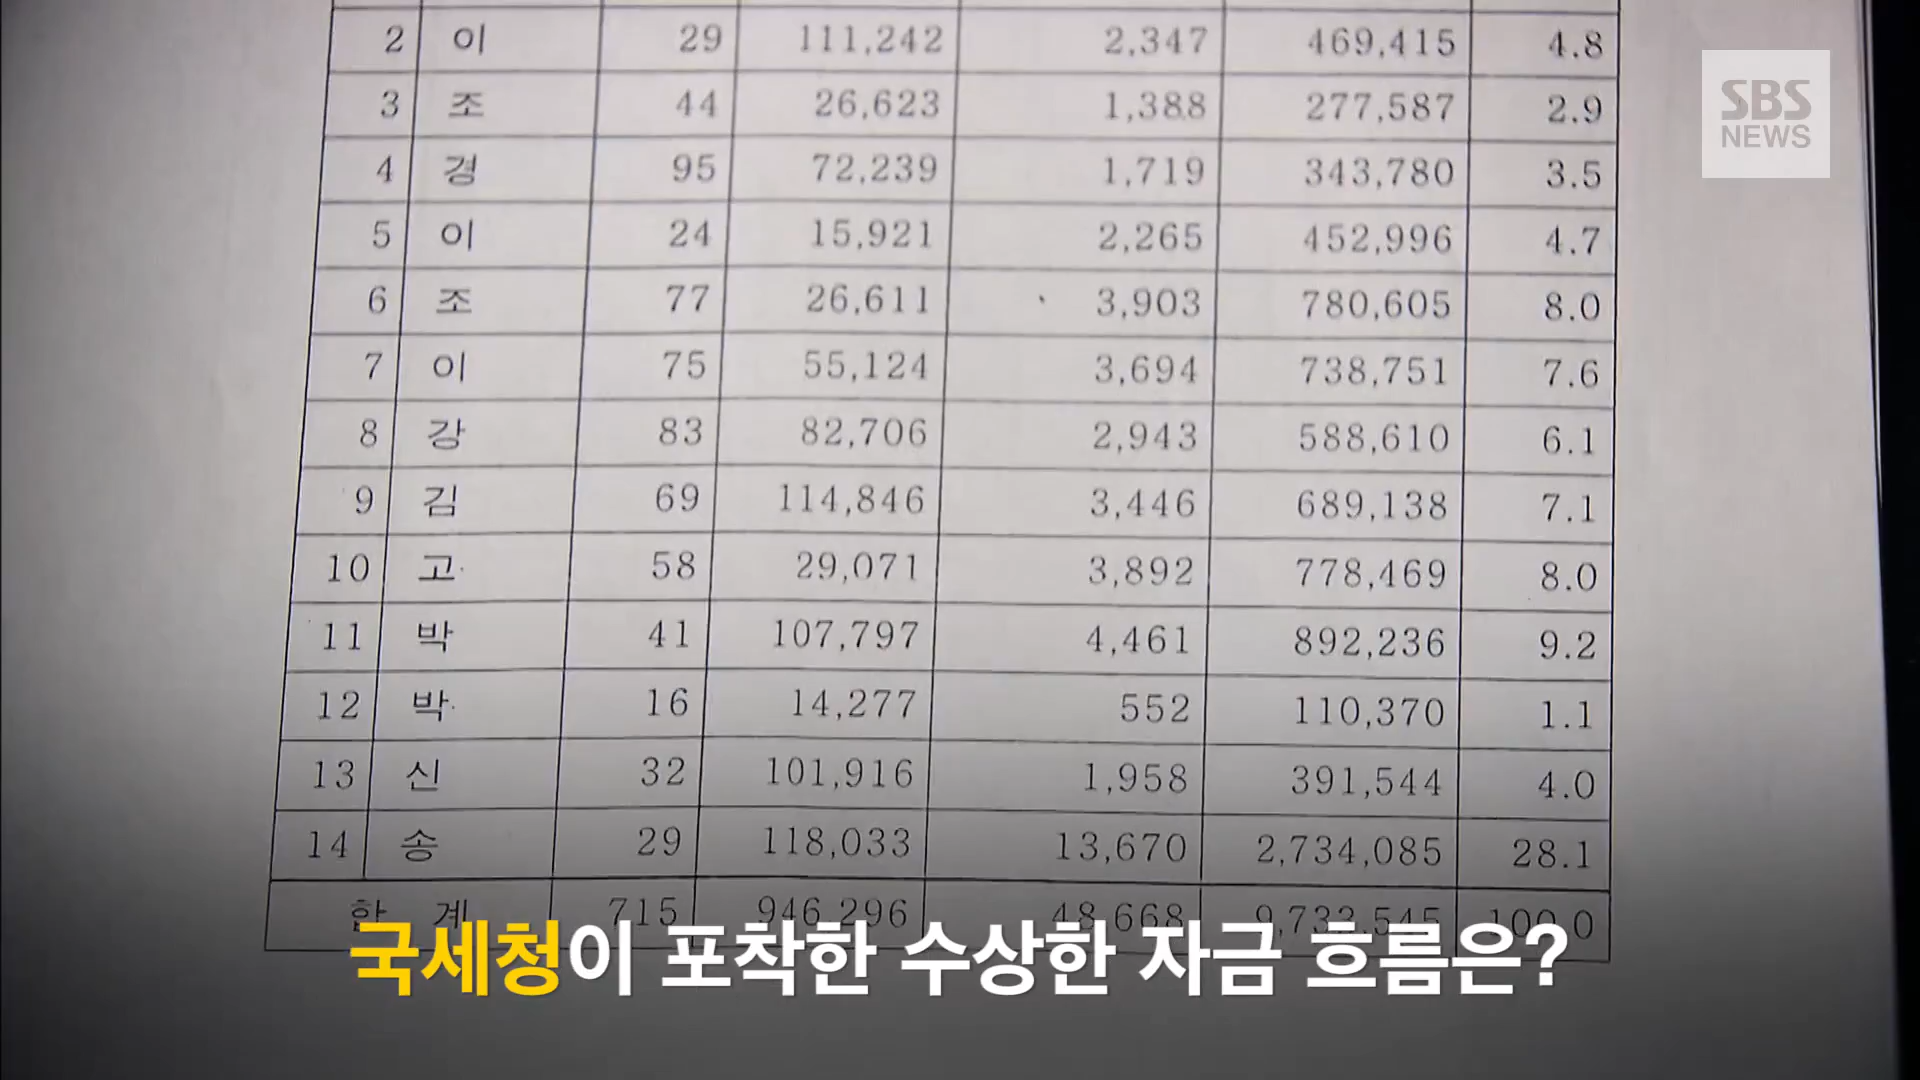 2 이 29 111,242 2,347 469,415 4.8
SBS
NEWS
3 조 44 26,623 1,388 277,587 2.9
4 경 95 72,239 1,719 343,780 3.5
5 이 24 15,921 2,265 452,996 4.7
6 조 77 26,611 3,903 780,605 8.0
7 이 75 55,124 3,694 738,751 7.6
8 강 83 82,706 2,943 588,610 6.1
9 김 69 114,846 3,446 689,138 7.1
10 고 58 29,071 3,892 778,469 8.0
11 박 41 107,797 4,461 892,236 9.2
12 박 16 14,277 552 110,370 1.1
13 신 32 101,916 1,958 391,544 4.0
14 송 29 118,033 13,670 2,734,085 28.1
합 계 715 946,296 48,668 9,732,545 100.0
국세청이 포착한 수상한 자금 흐름은?